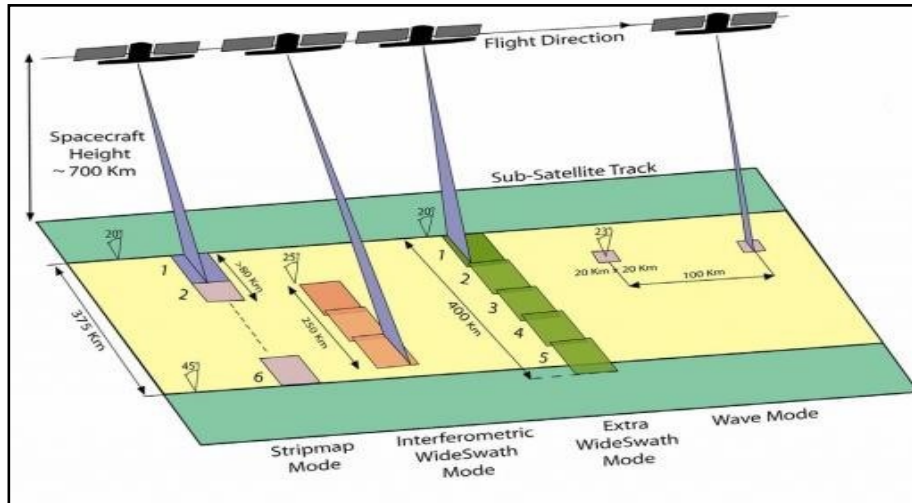 Flight Direction
Spacecraft
Height
~ 700 Km
Sub-Satellite Track
20°
20°
23°
1
2
>80 Km
25°
1
2
3
4
5
20 Km × 20 Km
100 Km
375 Km
250 Km
400 Km
45°
6
Stripmap
Mode
Interferometric
WideSwath
Mode
Extra
WideSwath
Mode
Wave Mode